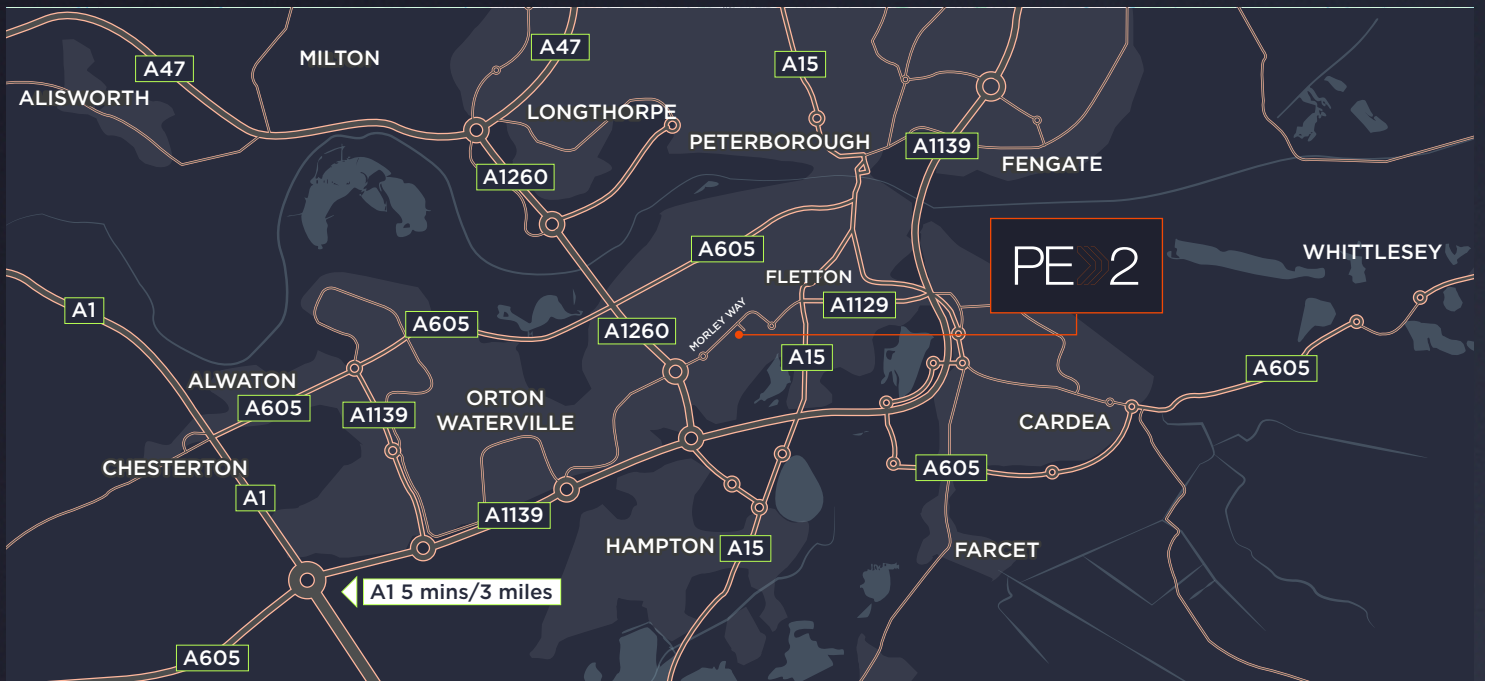 A47
MILTON
A47
A15
ALISWORTH
LONGTHORPE
PETERBOROUGH
A1139
FENGATE
A1260
A605
PE 2
WHITTLESEY
FLETTON
A1
A605
A1260
MORLEY WAY
A1129
A15
A605
ALWATON
A605
A1139
ORTON
WATERVILLE
CARDEA
CHESTERTON
A605
A1
A1139
HAMPTON
A15
FARCET
A1 5 mins/3 miles
A605